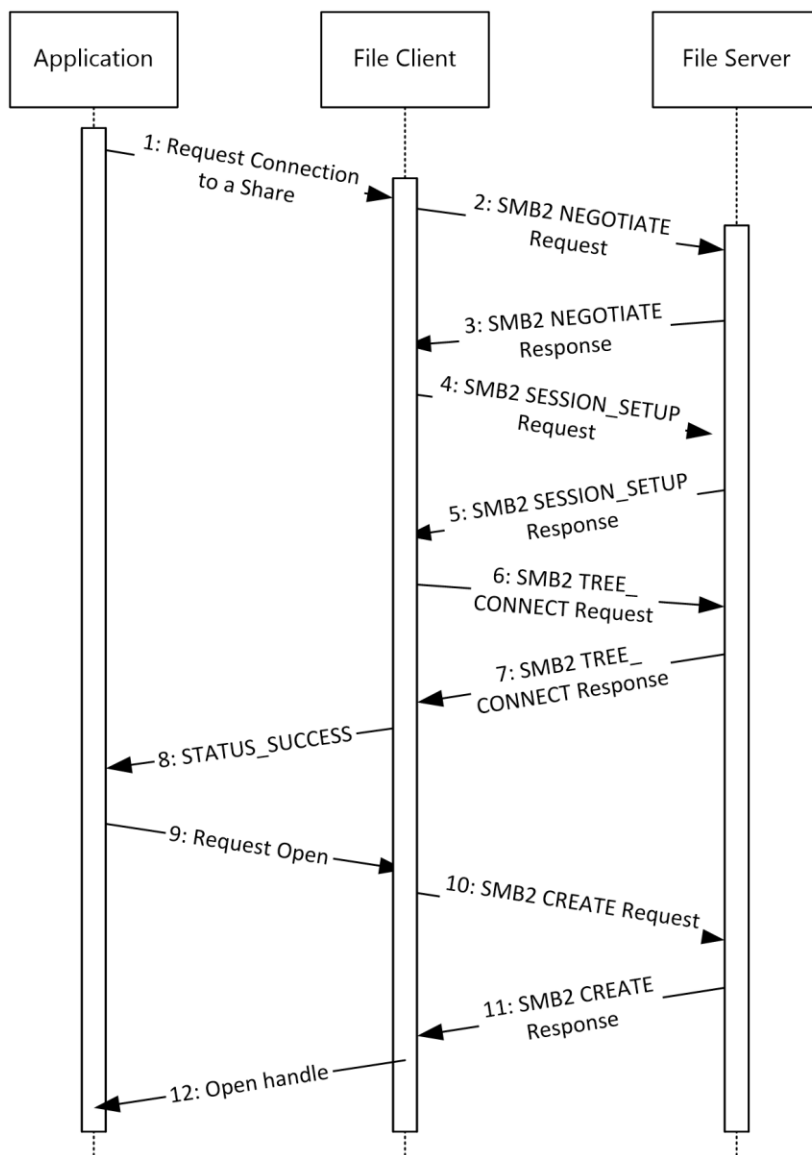 Application
File Client
File Server
1: Request Connection
to a Share
2: SMB2 NEGOTIATE
Request
3: SMB2 NEGOTIATE
Response
4: SMB2 SESSION_SETUP
Request
5: SMB2 SESSION_SETUP
Response
6: SMB2 TREE_
CONNECT Request
7: SMB2 TREE_
CONNECT Response
8: STATUS_SUCCESS
9: Request Open
10: SMB2 CREATE Request
11: SMB2 CREATE
Response
12: Open handle